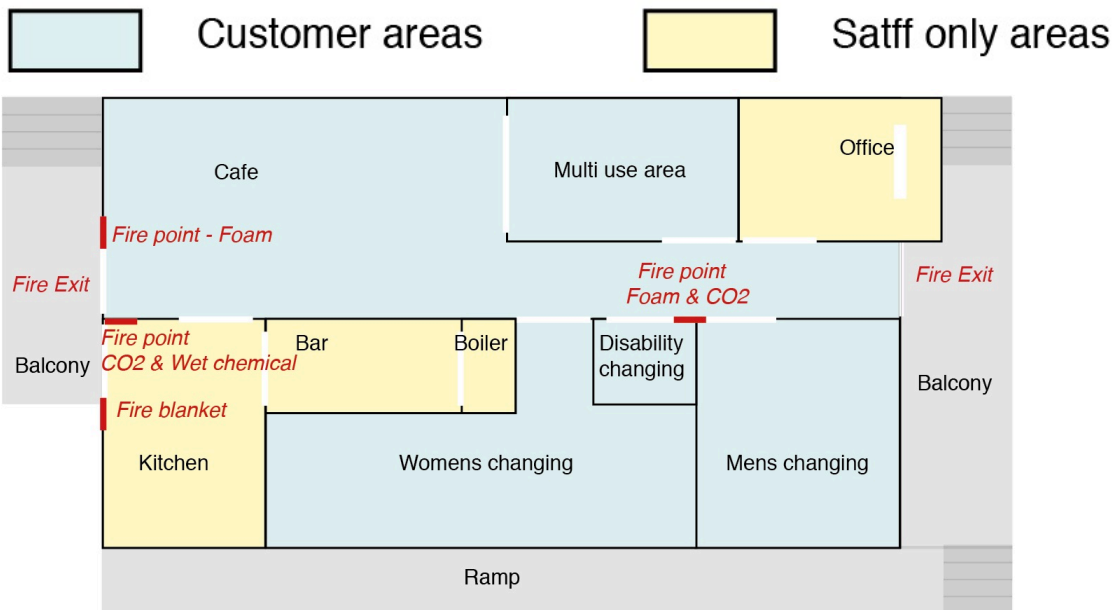 Customer areas
Satff only areas
Cafe
Multi use area
Office
Fire point - Foam
Fire Exit
Fire point
Foam & CO2
Fire Exit
Fire point
CO2 & Wet chemical
Bar
Boiler
Disability
changing
Balcony
Balcony
Fire blanket
Kitchen
Womens changing
Mens changing
Ramp